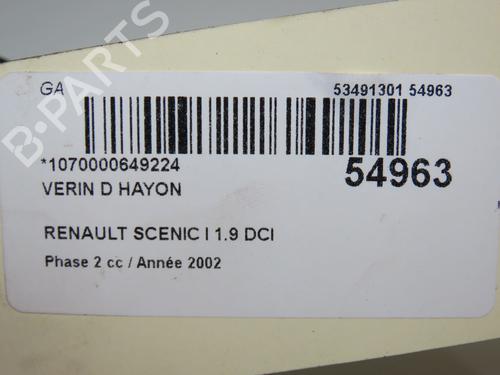 GA
53491301 54963
*1070000649224
54963
VERIN D HAYON
RENAULT SCENIC I 1.9 DCI
Phase 2 cc / Année 2002
B-PARTS